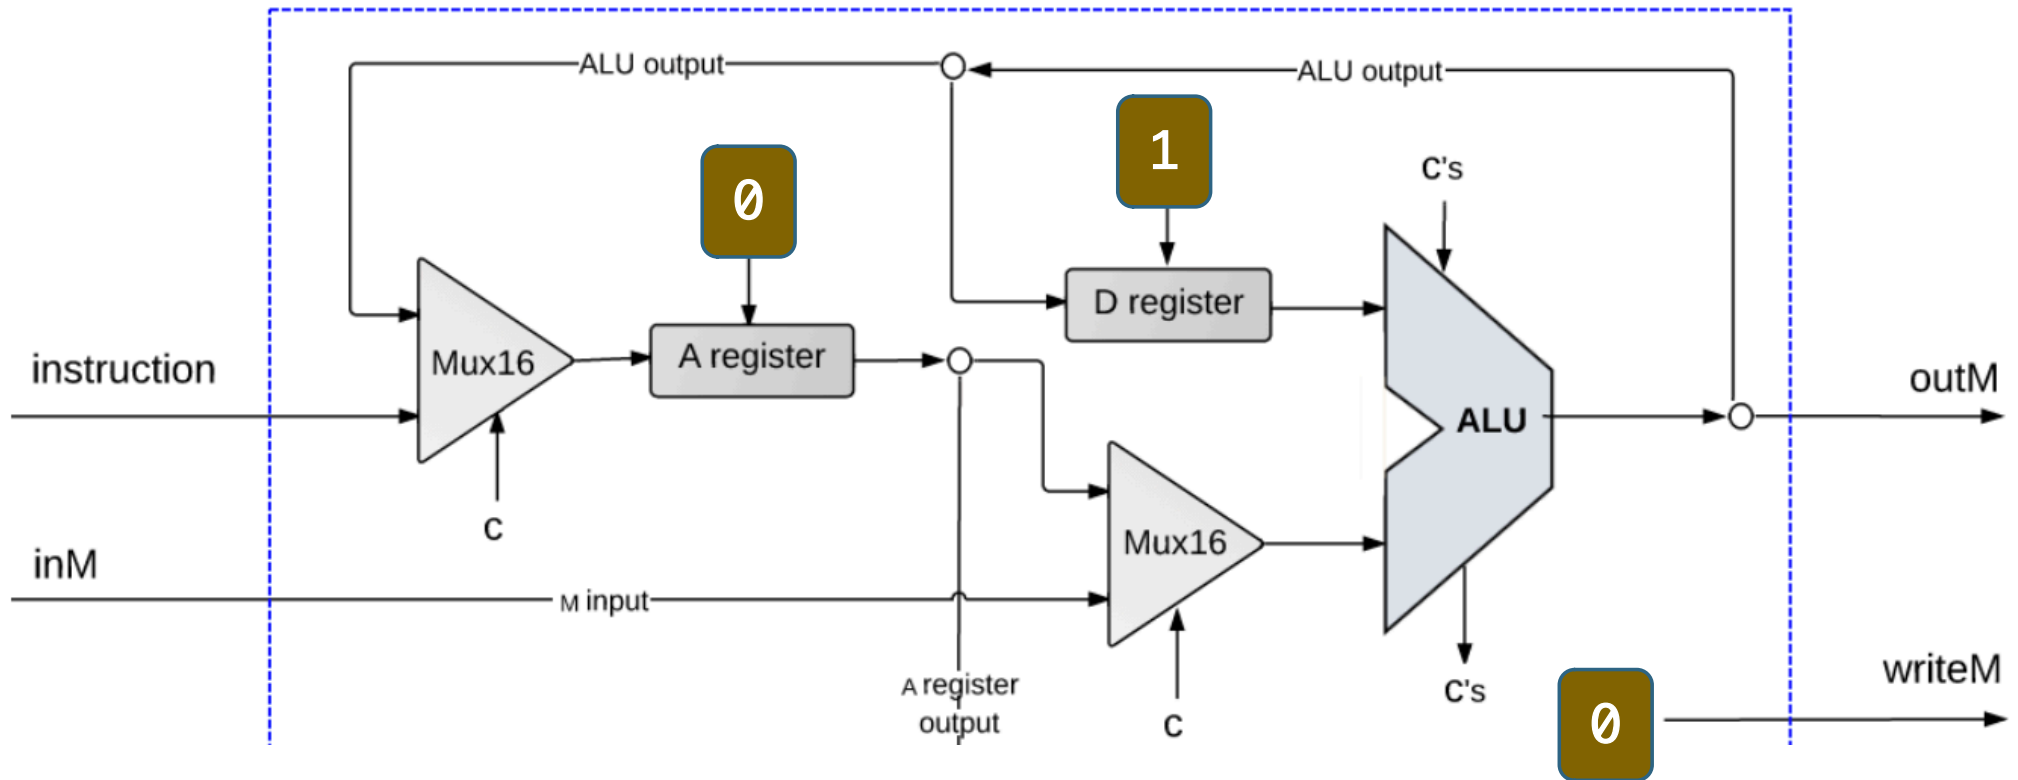 ALU output
ALU output
1
0
c's
D register
instruction
Mux16
A register
outM
ALU
c
inM
Mux16
M input
A register
output
c
c's
writeM
0